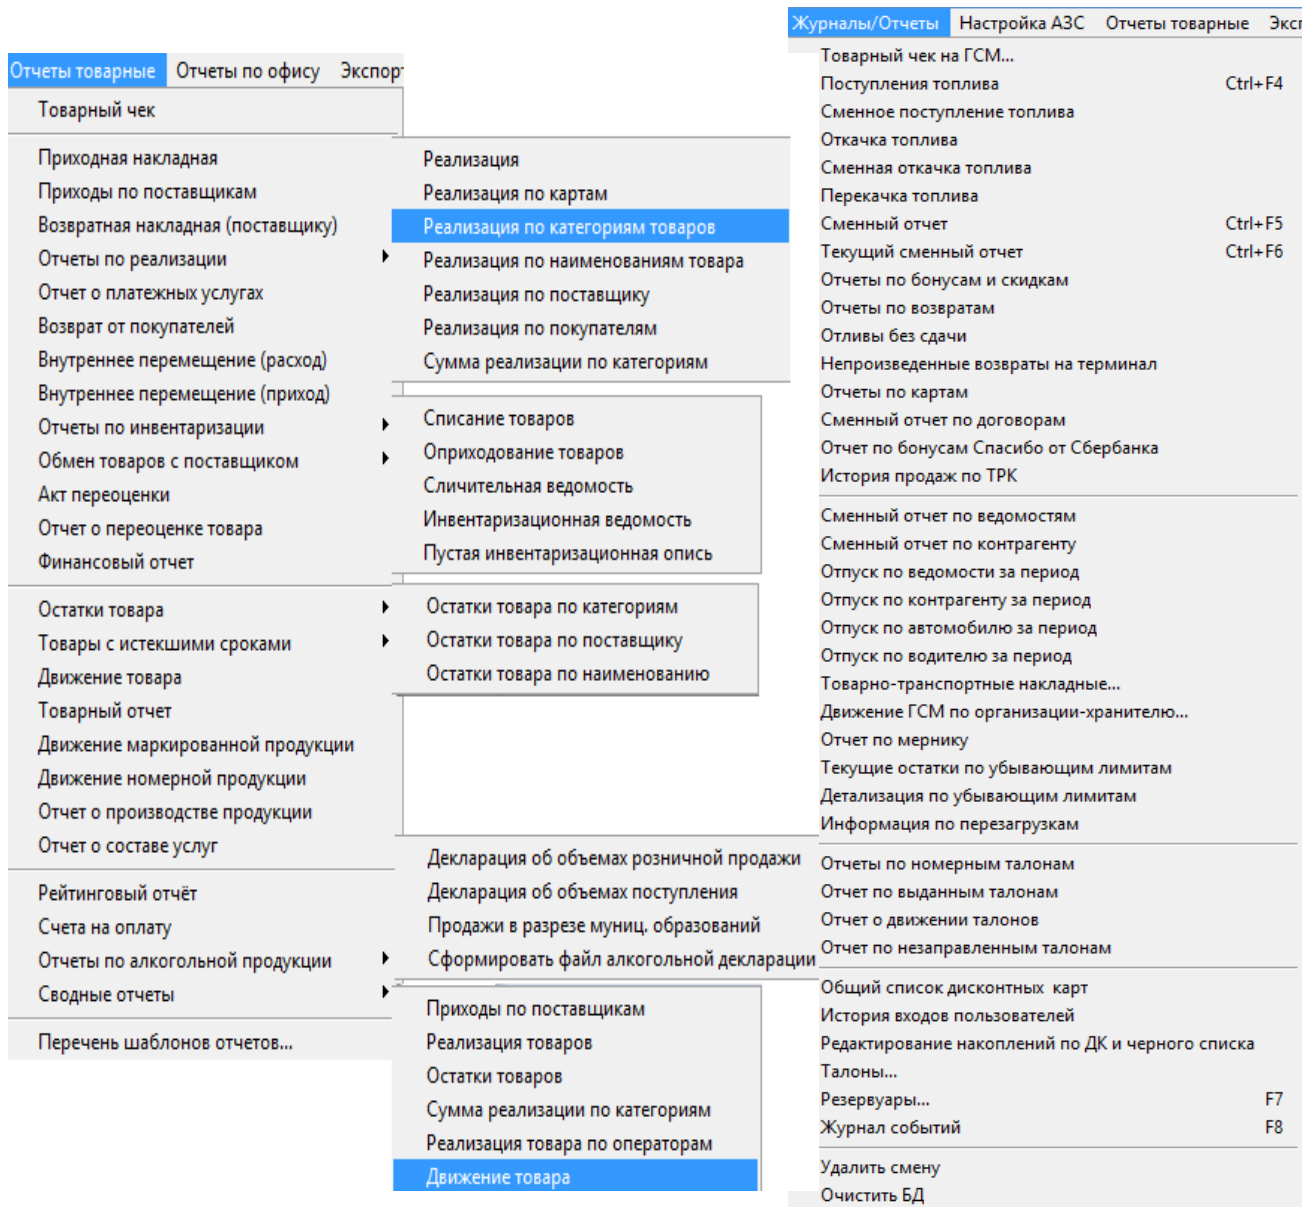 Отчеты товарные Отчеты по офису Экспор
Товарный чек
Приходная накладная
Приходы по поставщикам
Возвратная накладная (поставщику)
Отчеты по реализации
Отчет о платежных услугах
Возврат от покупателей
Внутреннее перемещение (расход)
Внутреннее перемещение (приход)
Отчеты по инвентаризации
Обмен товаров с поставщиком
Акт переоценки
Отчет о переоценке товара
Финансовый отчет
Остатки товара
Товары с истекшими сроками
Движение товара
Товарный отчет
Движение маркированной продукции
Движение номерной продукции
Отчет о производстве продукции
Отчет о составе услуг
Рейтинговый отчёт
Счета на оплату
Отчеты по алкогольной продукции
Сводные отчеты
Перечень шаблонов отчетов...
Реализация
Реализация по картам
Реализация по категориям товаров
Реализация по наименованиям товара
Реализация по поставщику
Реализация по покупателям
Сумма реализации по категориям
Списание товаров
Оприходование товаров
Сличительная ведомость
Инвентаризационная ведомость
Пустая инвентаризационная опись
Остатки товара по категориям
Остатки товара по поставщику
Остатки товара по наименованию
Декларация об объемах розничной продажи
Декларация об объемах поступления
Продажи в разрезе муниц. образований
Сформировать файл алкогольной декларации
Приходы по поставщикам
Реализация товаров
Остатки товаров
Сумма реализации по категориям
Реализация товара по операторам
Движение товара
Журналы/Отчеты Настройка АЗС Отчеты товарные Эксп
Товарный чек на ГСМ...
Поступления топлива Ctrl+F4
Сменное поступление топлива
Откачка топлива
Сменная откачка топлива
Перекачка топлива
Сменный отчет Ctrl+F5
Текущий сменный отчет Ctrl+F6
Отчеты по бонусам и скидкам
Отчеты по возвратам
Отливы без сдачи
Непроизведенные возвраты на терминал
Отчеты по картам
Сменный отчет по договорам
Отчет по бонусам Спасибо от Сбербанка
История продаж по ТРК
Сменный отчет по ведомостям
Сменный отчет по контрагенту
Отпуск по ведомости за период
Отпуск по контрагенту за период
Отпуск по автомобилю за период
Отпуск по водителю за период
Товарно-транспортные накладные...
Движение ГСМ по организации-хранителю...
Отчет по мернику
Текущие остатки по убывающим лимитам
Детализация по убывающим лимитам
Информация по перезагрузкам
Отчеты по номерным талонам
Отчет по выданным талонам
Отчет о движении талонов
Отчет по незаправленным талонам
Общий список дисконтных карт
История входов пользователей
Редактирование накоплений по ДК и черного списка
Талоны...
Резервуары... F7
Журнал событий F8
Удалить смену
Очистить БД